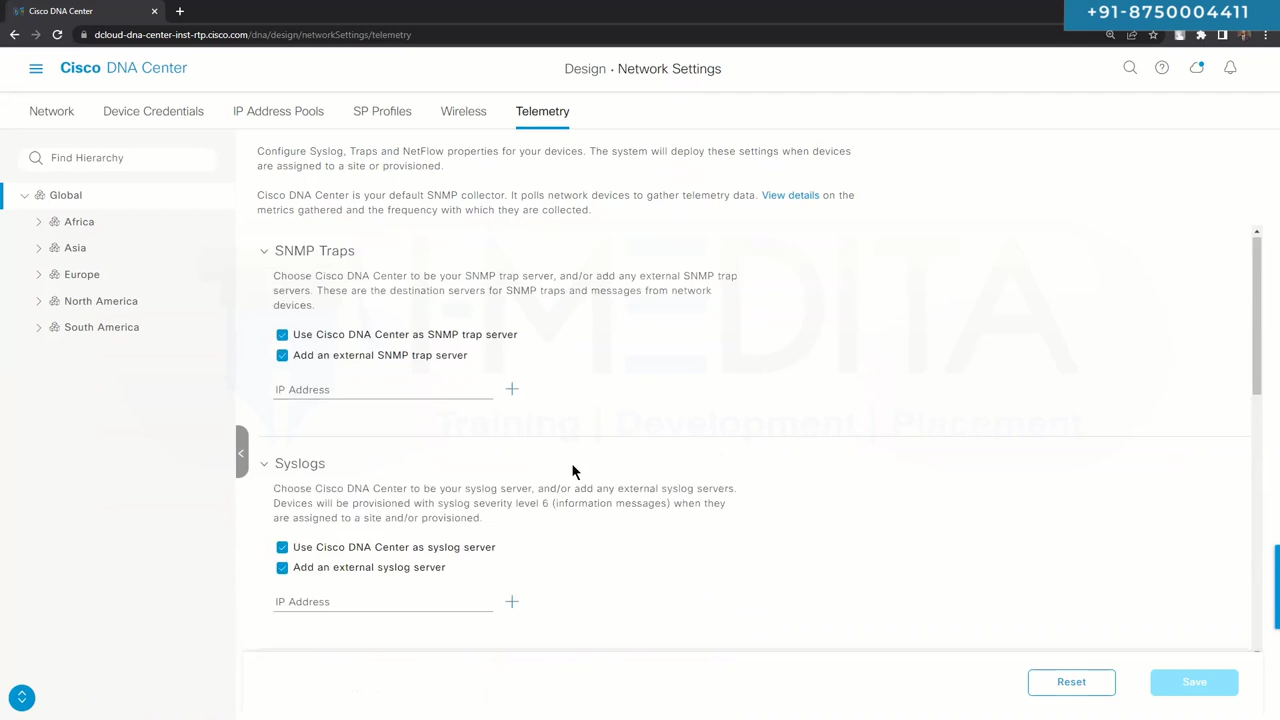 Cisco DNA Center
+91-8750004411
dcloud-dna-center-inst-rtp.cisco.com/dna/design/networkSettings/telemetry
Cisco DNA Center
Design · Network Settings
Network
Device Credentials
IP Address Pools
SP Profiles
Wireless
Telemetry
Find Hierarchy
Global
Africa
Asia
Europe
North America
South America
Configure Syslog, Traps and NetFlow properties for your devices. The system will deploy these settings when devices
are assigned to a site or provisioned.
Cisco DNA Center is your default SNMP collector. It polls network devices to gather telemetry data. View details on the
metrics gathered and the frequency with which they are collected.
SNMP Traps
Choose Cisco DNA Center to be your SNMP trap server, and/or add any external SNMP trap
servers. These are the destination servers for SNMP traps and messages from network
devices.
Use Cisco DNA Center as SNMP trap server
Add an external SNMP trap server
IP Address
I-MEDITA
Training | Development | Placement
Syslogs
Choose Cisco DNA Center to be your syslog server, and/or add any external syslog servers.
Devices will be provisioned with syslog severity level 6 (information messages) when they
are assigned to a site and/or provisioned.
Use Cisco DNA Center as syslog server
Add an external syslog server
IP Address
Reset
Save